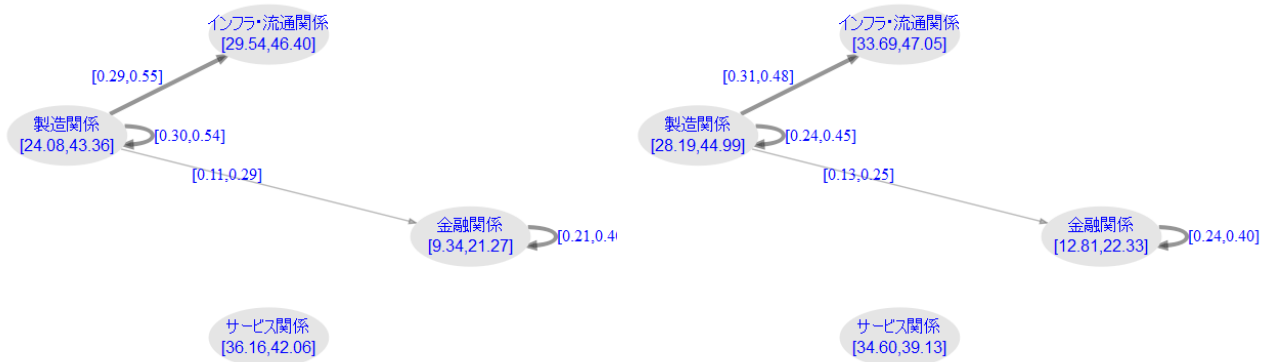 インフラ・流通関係
[29.54,46.40]
[0.29,0.55]
製造関係
[24.08,43.36]
[0.30,0.54]
[0.11,0.29]
金融関係
[9.34,21.27]
サービス関係
[36.16,42.06]
インフラ・流通関係
[33.69,47.05]
[0.31,0.48]
製造関係
[28.19,44.99]
[0.24,0.45]
[0.13,0.25]
金融関係
[12.81,22.33]
[0.24,0.40]
サービス関係
[34.60,39.13]